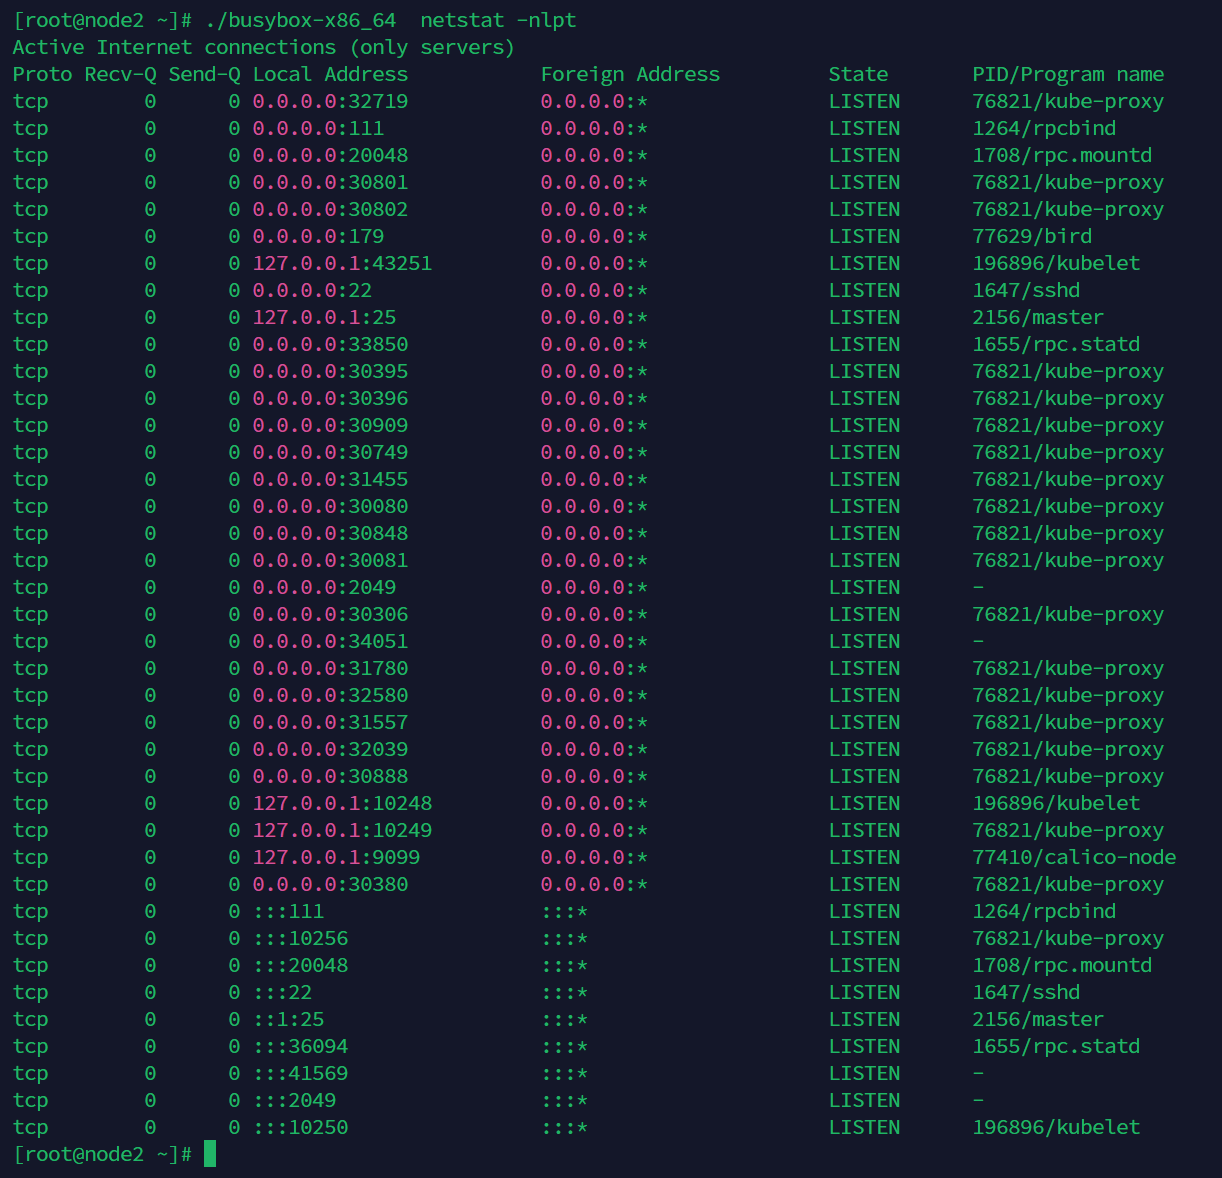 [root@node2 ~]# ./busybox-x86_64  netstat -nlpt
Active Internet connections (only servers)
Proto Recv-Q Send-Q Local Address           Foreign Address         State       PID/Program name
tcp        0      0 0.0.0.0:32719           0.0.0.0:*               LISTEN      76821/kube-proxy
tcp        0      0 0.0.0.0:111             0.0.0.0:*               LISTEN      1264/rpcbind
tcp        0      0 0.0.0.0:20048           0.0.0.0:*               LISTEN      1708/rpc.mountd
tcp        0      0 0.0.0.0:30801           0.0.0.0:*               LISTEN      76821/kube-proxy
tcp        0      0 0.0.0.0:30802           0.0.0.0:*               LISTEN      76821/kube-proxy
tcp        0      0 0.0.0.0:179             0.0.0.0:*               LISTEN      77629/bird
tcp        0      0 127.0.0.1:43251         0.0.0.0:*               LISTEN      196896/kubelet
tcp        0      0 0.0.0.0:22              0.0.0.0:*               LISTEN      1647/sshd
tcp        0      0 127.0.0.1:25            0.0.0.0:*               LISTEN      2156/master
tcp        0      0 0.0.0.0:33850           0.0.0.0:*               LISTEN      1655/rpc.statd
tcp        0      0 0.0.0.0:30395           0.0.0.0:*               LISTEN      76821/kube-proxy
tcp        0      0 0.0.0.0:30396           0.0.0.0:*               LISTEN      76821/kube-proxy
tcp        0      0 0.0.0.0:30909           0.0.0.0:*               LISTEN      76821/kube-proxy
tcp        0      0 0.0.0.0:30749           0.0.0.0:*               LISTEN      76821/kube-proxy
tcp        0      0 0.0.0.0:31455           0.0.0.0:*               LISTEN      76821/kube-proxy
tcp        0      0 0.0.0.0:30080           0.0.0.0:*               LISTEN      76821/kube-proxy
tcp        0      0 0.0.0.0:30848           0.0.0.0:*               LISTEN      76821/kube-proxy
tcp        0      0 0.0.0.0:30081           0.0.0.0:*               LISTEN      76821/kube-proxy
tcp        0      0 0.0.0.0:2049            0.0.0.0:*               LISTEN      -
tcp        0      0 0.0.0.0:30306           0.0.0.0:*               LISTEN      76821/kube-proxy
tcp        0      0 0.0.0.0:34051           0.0.0.0:*               LISTEN      -
tcp        0      0 0.0.0.0:31780           0.0.0.0:*               LISTEN      76821/kube-proxy
tcp        0      0 0.0.0.0:32580           0.0.0.0:*               LISTEN      76821/kube-proxy
tcp        0      0 0.0.0.0:31557           0.0.0.0:*               LISTEN      76821/kube-proxy
tcp        0      0 0.0.0.0:32039           0.0.0.0:*               LISTEN      76821/kube-proxy
tcp        0      0 0.0.0.0:30888           0.0.0.0:*               LISTEN      76821/kube-proxy
tcp        0      0 127.0.0.1:10248         0.0.0.0:*               LISTEN      196896/kubelet
tcp        0      0 127.0.0.1:10249         0.0.0.0:*               LISTEN      76821/kube-proxy
tcp        0      0 127.0.0.1:9099          0.0.0.0:*               LISTEN      77410/calico-node
tcp        0      0 0.0.0.0:30380           0.0.0.0:*               LISTEN      76821/kube-proxy
tcp        0      0 :::111                  :::*                    LISTEN      1264/rpcbind
tcp        0      0 :::10256                :::*                    LISTEN      76821/kube-proxy
tcp        0      0 :::20048                :::*                    LISTEN      1708/rpc.mountd
tcp        0      0 :::22                   :::*                    LISTEN      1647/sshd
tcp        0      0 ::1:25                  :::*                    LISTEN      2156/master
tcp        0      0 :::36094                :::*                    LISTEN      1655/rpc.statd
tcp        0      0 :::41569                :::*                    LISTEN      -
tcp        0      0 :::2049                 :::*                    LISTEN      -
tcp        0      0 :::10250                :::*                    LISTEN      196896/kubelet
[root@node2 ~]#